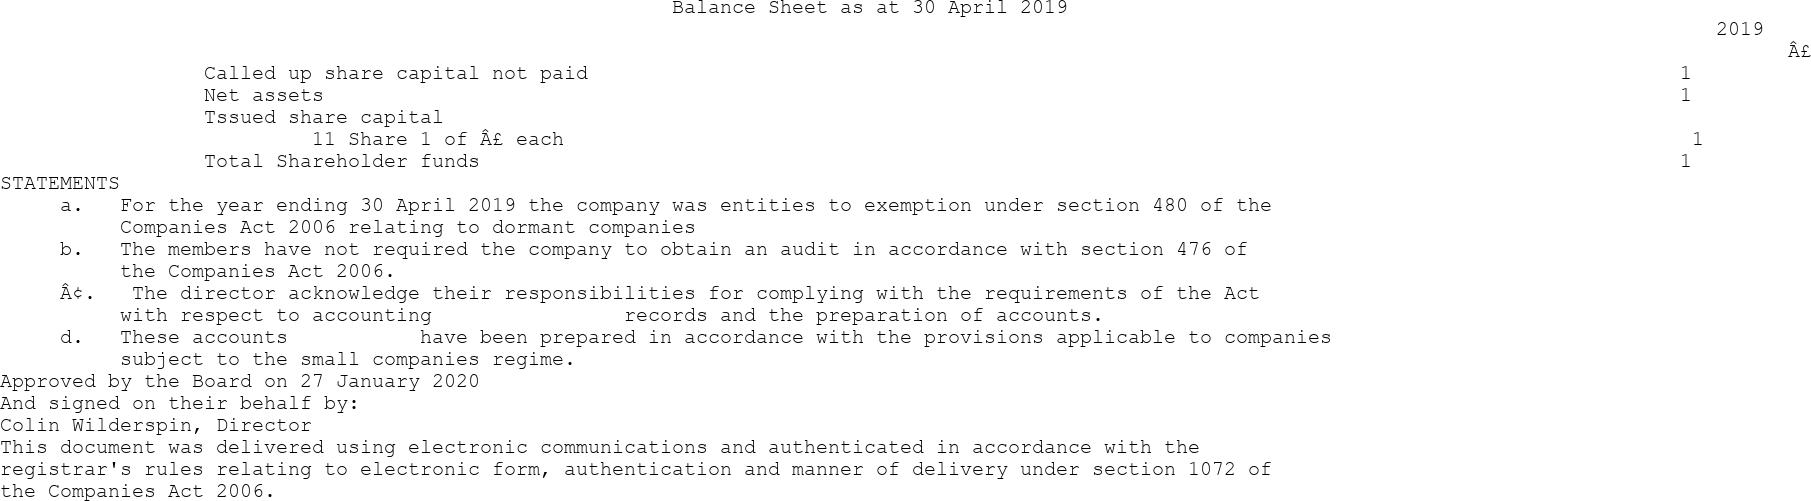 Balance Sheet as at 30 April 2019
2019
Â£
Called up share capital not paid 1
Net assets 1
Tssued share capital
11 Share 1 of Â£ each 1
Total Shareholder funds 1
STATEMENTS
a. For the year ending 30 April 2019 the company was entities to exemption under section 480 of the
Companies Act 2006 relating to dormant companies
b. The members have not required the company to obtain an audit in accordance with section 476 of
the Companies Act 2006.
Â¢. The director acknowledge their responsibilities for complying with the requirements of the Act
with respect to accounting records and the preparation of accounts.
d. These accounts have been prepared in accordance with the provisions applicable to companies
subject to the small companies regime.
Approved by the Board on 27 January 2020
And signed on their behalf by:
Colin Wilderspin, Director
This document was delivered using electronic communications and authenticated in accordance with the
registrar's rules relating to electronic form, authentication and manner of delivery under section 1072 of
the Companies Act 2006.